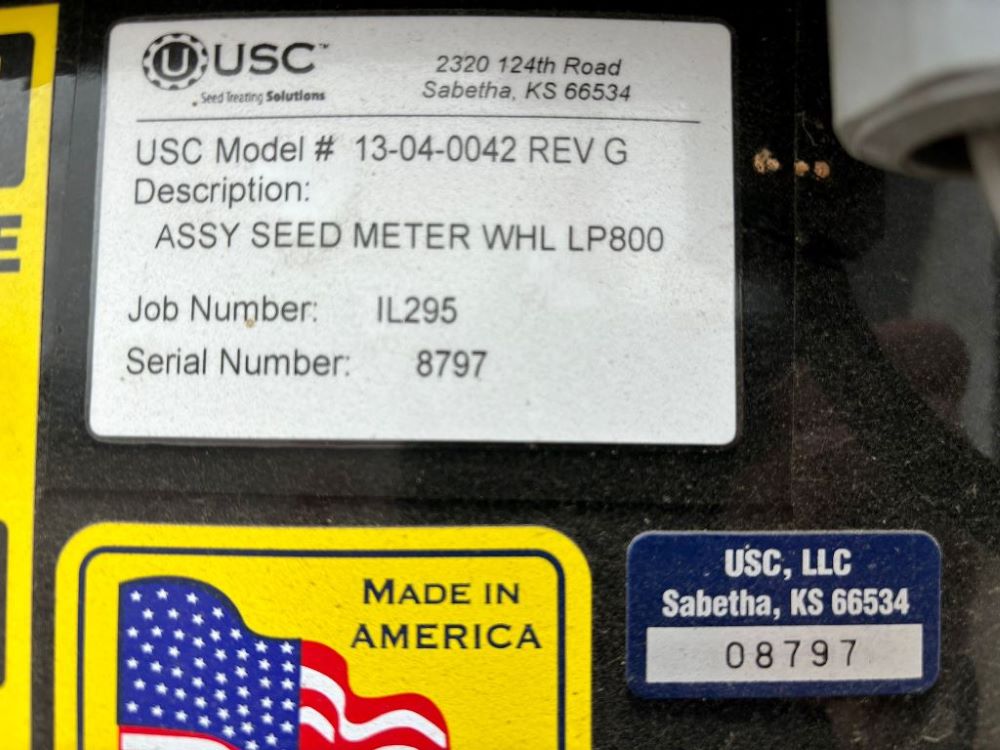 USC™
Seed Treating Solutions
2320 124th Road
Sabetha, KS 66534
USC Model # 13-04-0042 REV G
Description:
ASSY SEED METER WHL LP800
Job Number: IL295
Serial Number: 8797
E
MADE IN
AMERICA
USC, LLC
Sabetha, KS 66534
08797